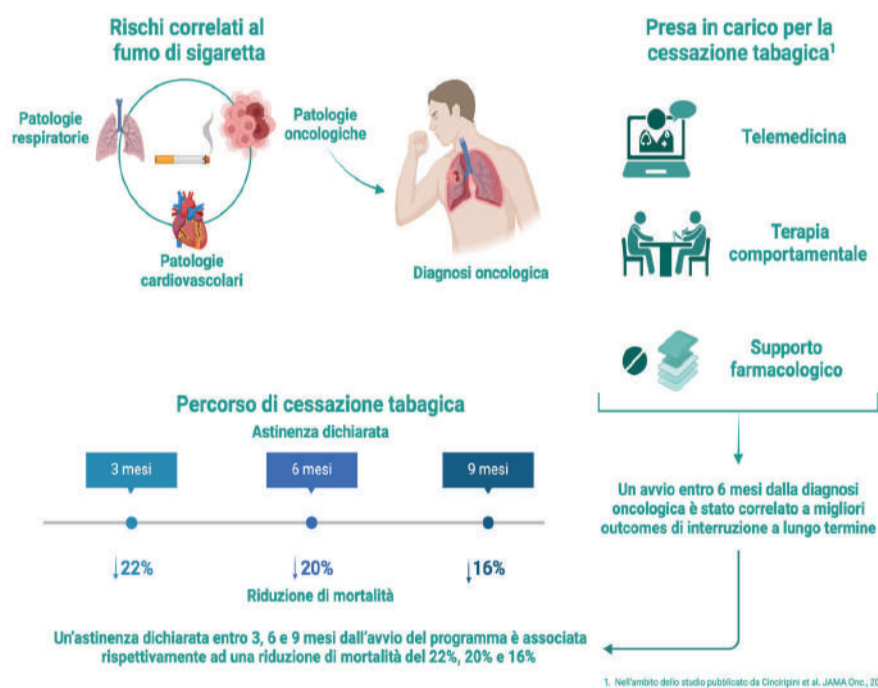 Rischi correlati al
fumo di sigaretta
Patologie
respiratorie
Patologie
oncologiche
Patologie
cardiovascolari
Diagnosi oncologica
Presa in carico per la
cessazione tabagica¹
Telemedicina
Terapia
comportamentale
Supporto
farmacologico
Un avvio entro 6 mesi dalla diagnosi
oncologica è stato correlato a migliori
outcomes di interruzione a lungo termine
Percorso di cessazione tabagica
Astinenza dichiarata
3 mesi
6 mesi
9 mesi
↓22%
↓20%
↓16%
Riduzione di mortalità
Un'astinenza dichiarata entro 3, 6 e 9 mesi dall'avvio del programma è associata
rispettivamente ad una riduzione di mortalità del 22%, 20% e 16%
1. Nell'ambito dello studio pubblicato da Cinciripini et al. JAMA Onc., 20